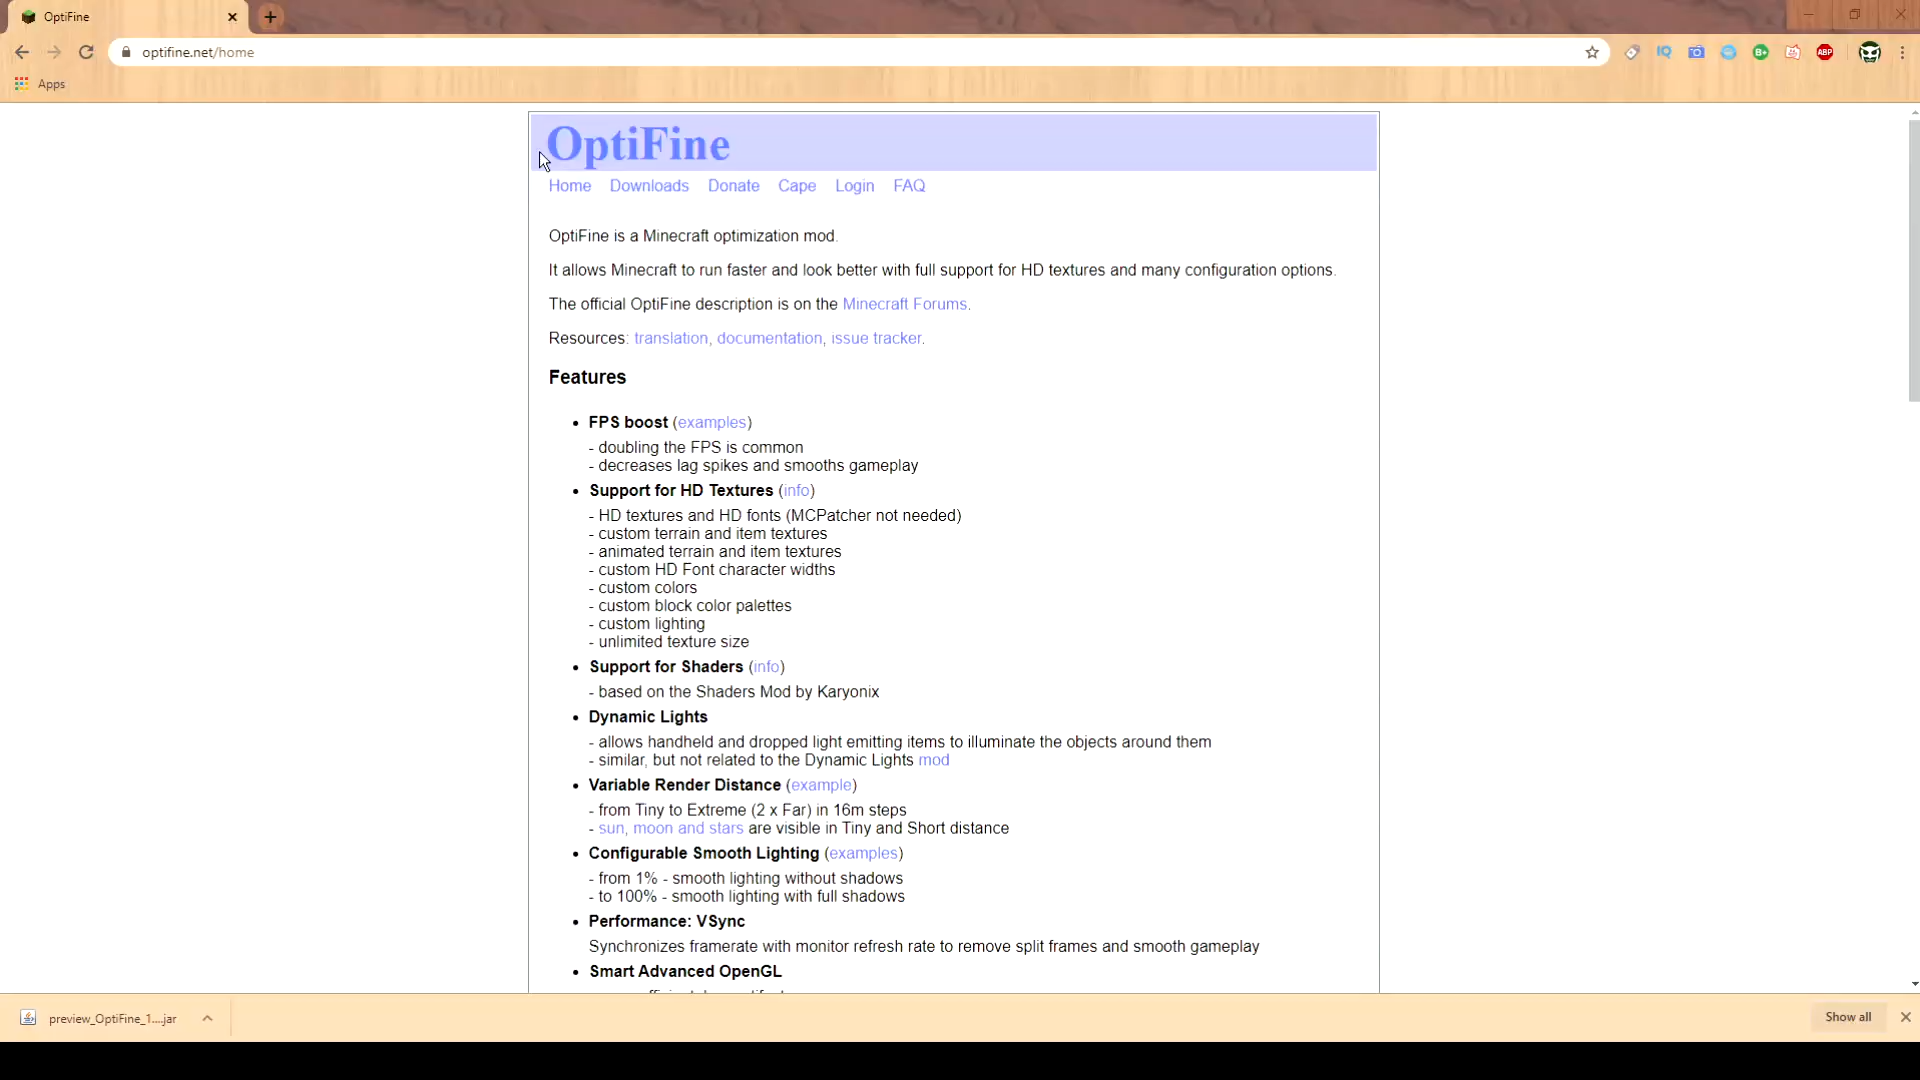 OptiFine
optifine.net/home
ABP
Apps
OptiFine
Home Downloads Donate Cape Login FAQ
OptiFine is a Minecraft optimization mod.
It allows Minecraft to run faster and look better with full support for HD textures and many configuration options.
The official OptiFine description is on the Minecraft Forums.
Resources: translation, documentation, issue tracker.
Features
• FPS boost (examples)
- doubling the FPS is common
- decreases lag spikes and smooths gameplay
• Support for HD Textures (info)
- HD textures and HD fonts (MCPatcher not needed)
- custom terrain and item textures
- animated terrain and item textures
- custom HD Font character widths
- custom colors
- custom block color palettes
- custom lighting
- unlimited texture size
• Support for Shaders (info)
- based on the Shaders Mod by Karyonix
• Dynamic Lights
- allows handheld and dropped light emitting items to illuminate the objects around them
- similar, but not related to the Dynamic Lights mod
• Variable Render Distance (example)
- from Tiny to Extreme (2 x Far) in 16m steps
- sun, moon and stars are visible in Tiny and Short distance
• Configurable Smooth Lighting (examples)
- from 1% - smooth lighting without shadows
- to 100% - smooth lighting with full shadows
• Performance: VSync
Synchronizes framerate with monitor refresh rate to remove split frames and smooth gameplay
• Smart Advanced OpenGL
preview_OptiFine_1....jar
Show all